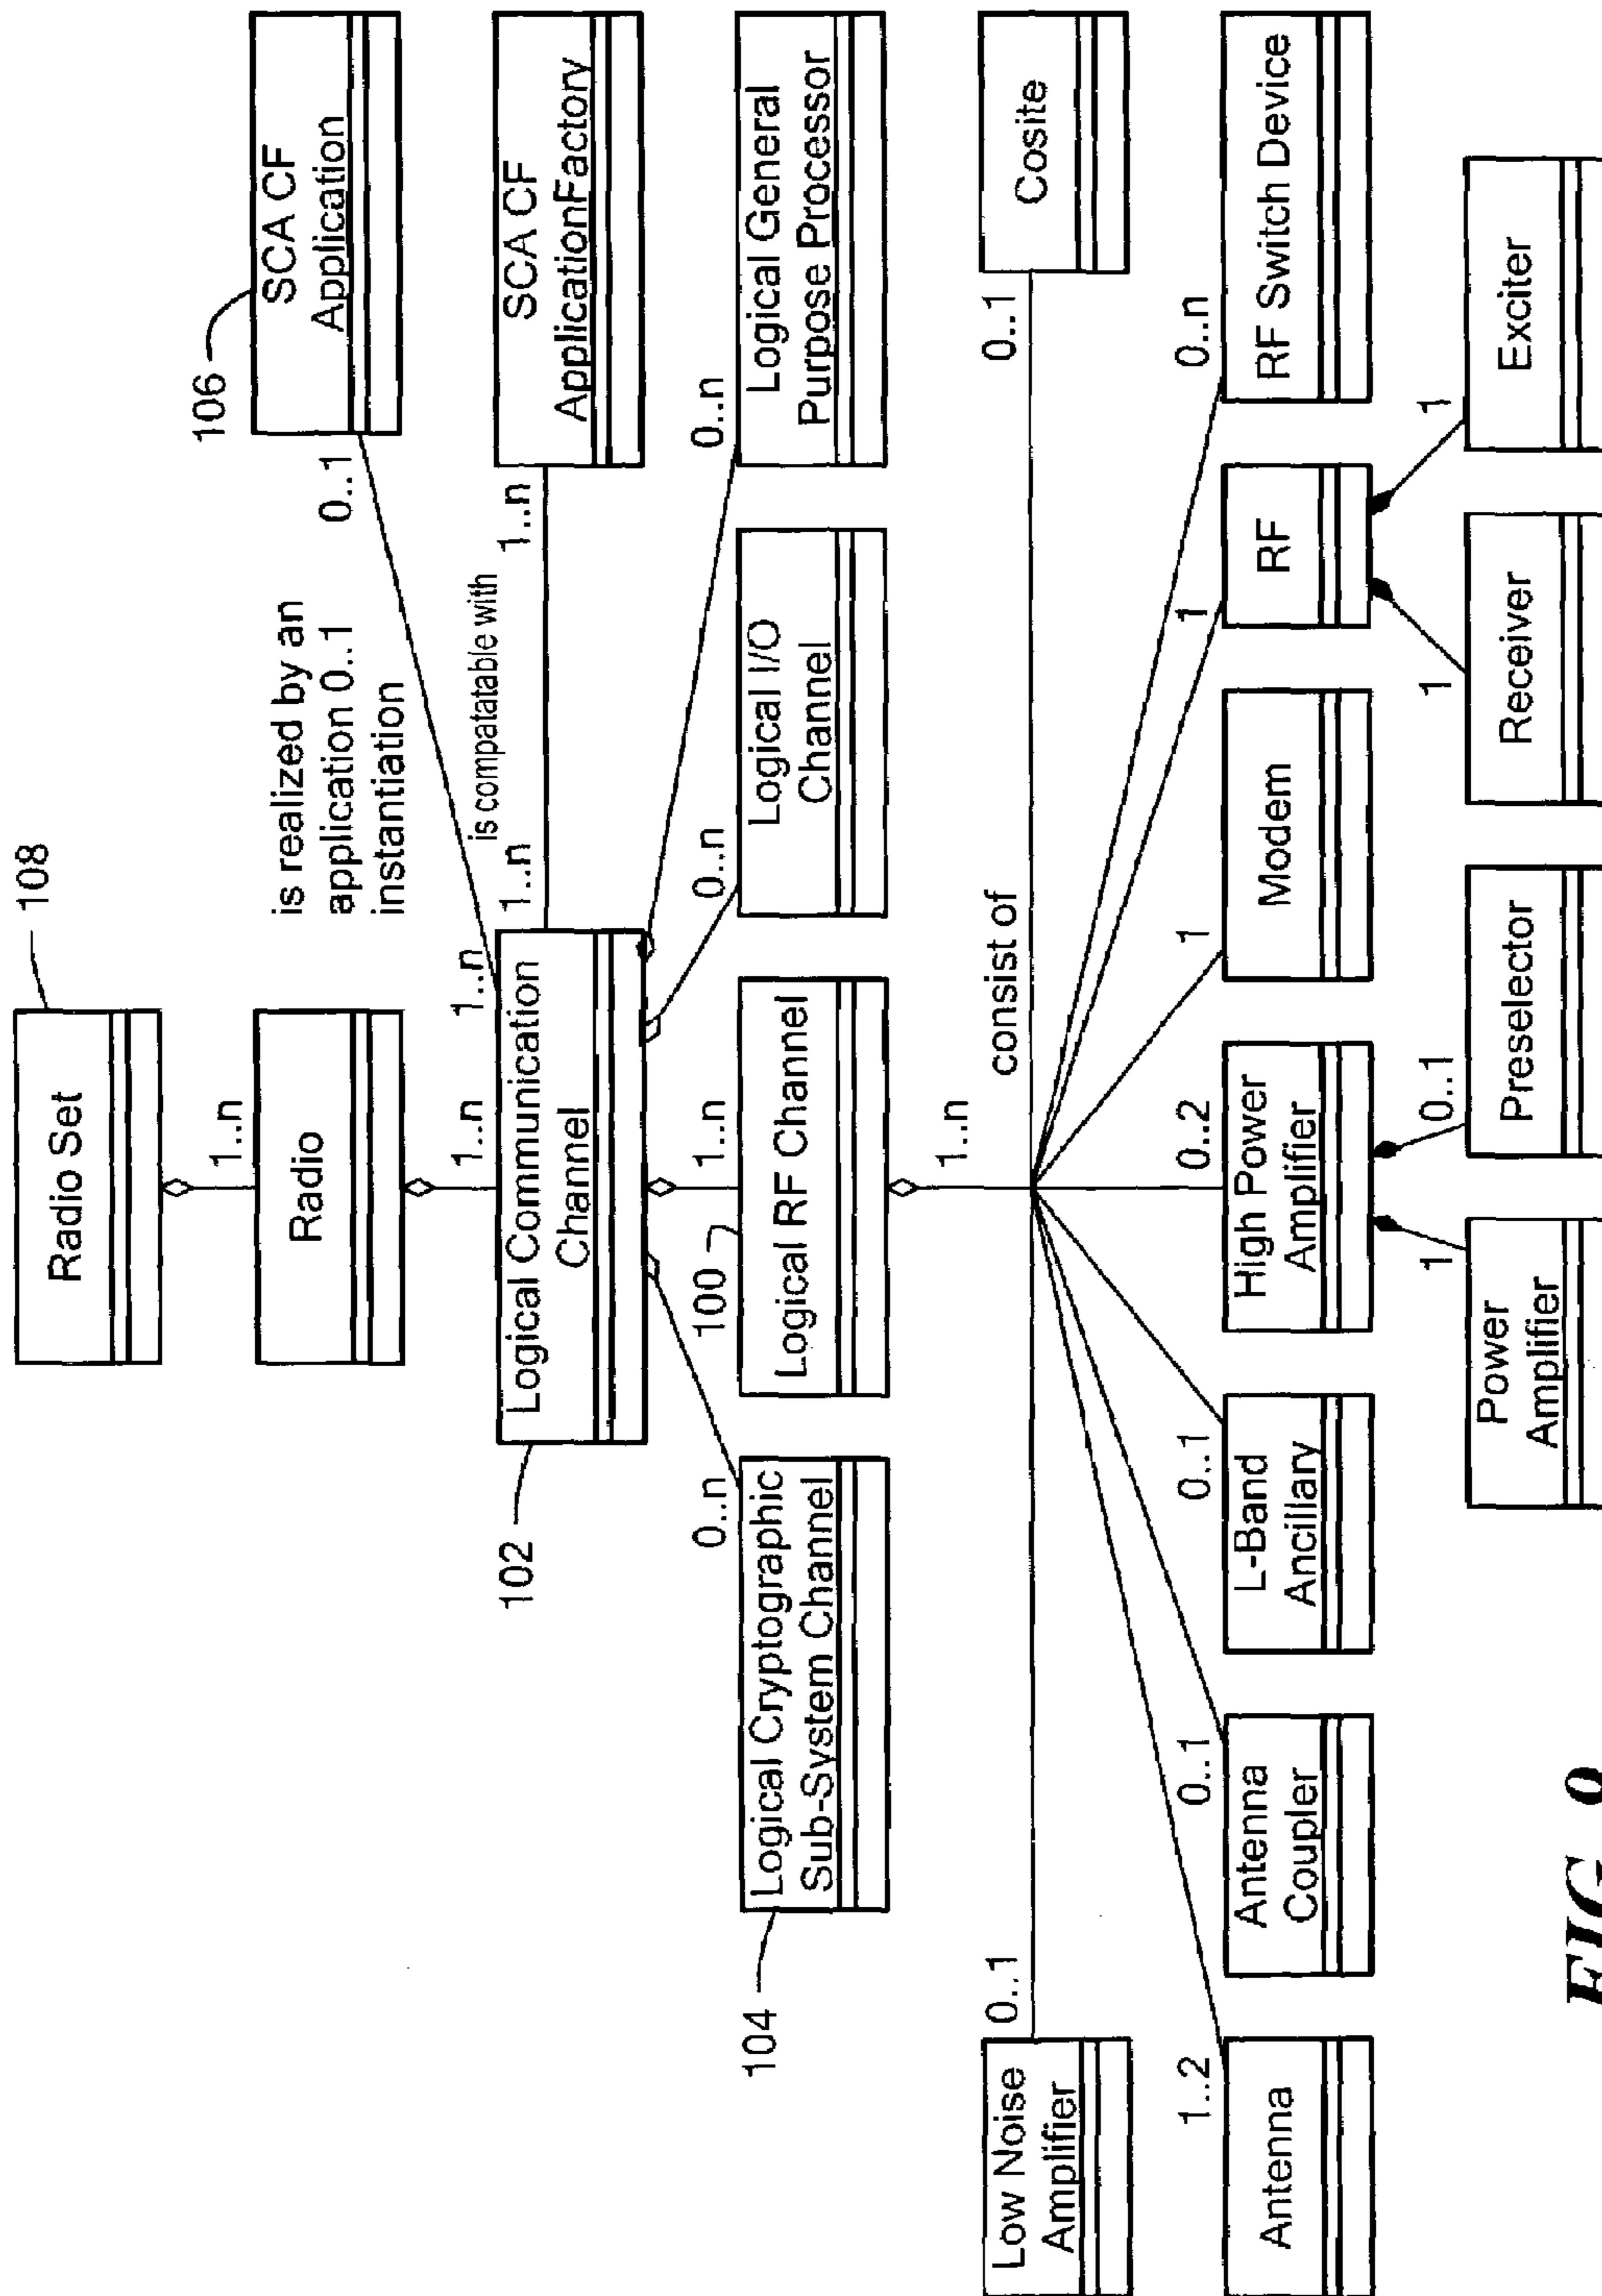 108
Radio Set
1..n
Radio
is realized by an
application 0..1
instantiation
106
SCA CF
Application
0..1
1..n
1..n
102
Logical Communication
Channel
1..n
is compatable with
1..n
SCA CF
ApplicationFactory
0..n
1..n
0..n
0..n
104
Logical Cryptographic
Sub-System Channel
100
Logical RF Channel
Logical I/O
Channel
Logical General
Purpose Processor
1..n
consist of
0..1
Low Noise
Amplifier
0..1
Cosite
1..2
Antenna
0..1
Antenna
Coupler
0..1
L-Band
Ancillary
0..2
High Power
Amplifier
1
Modem
1
RF
0..n
RF Switch Device
1
Power
Amplifier
0..1
Preselector
1
Receiver
1
Exciter